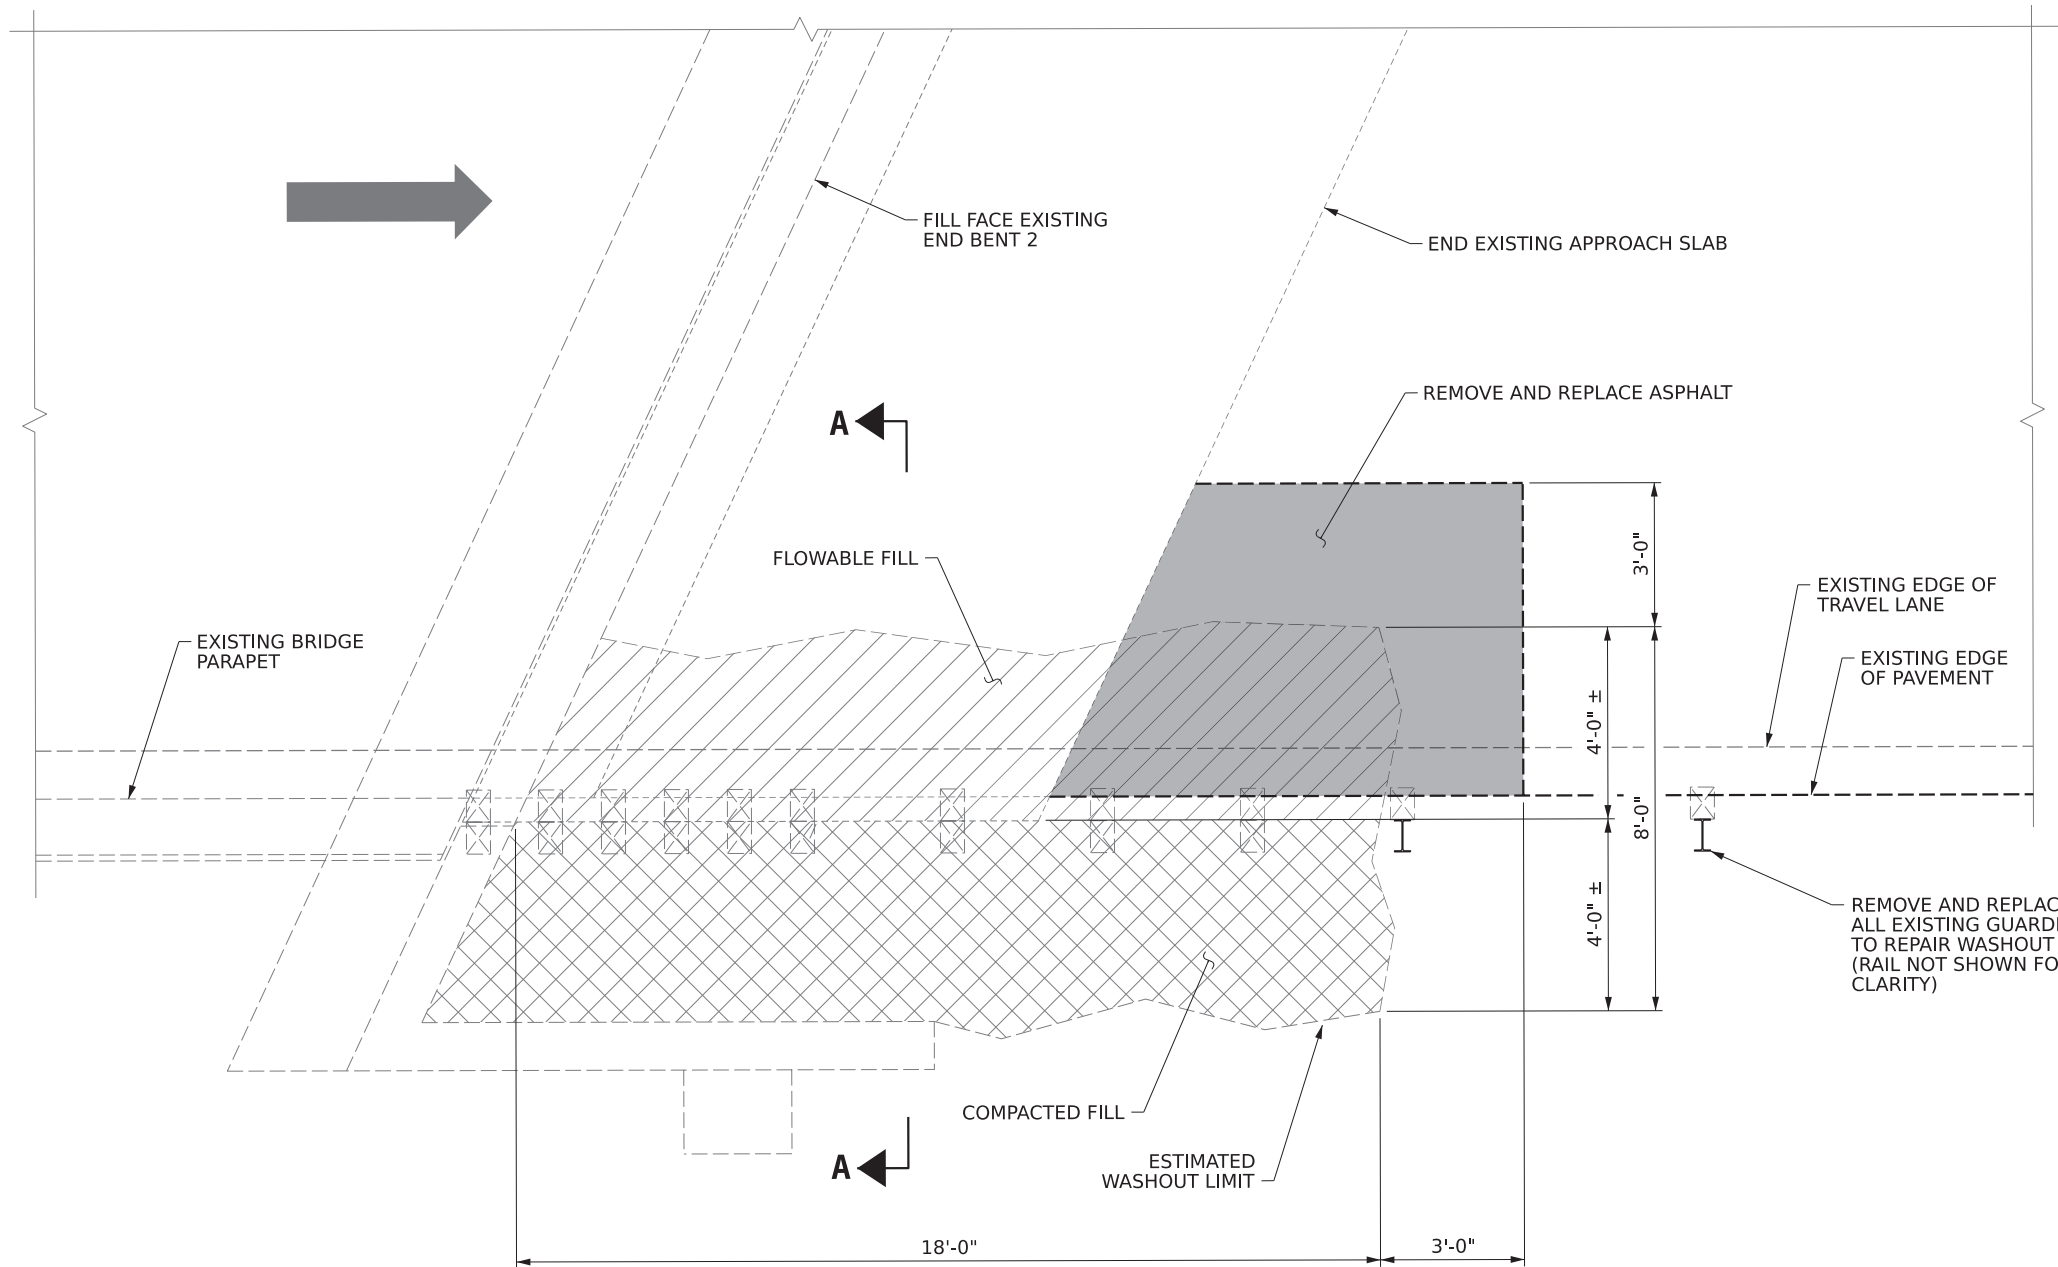 FILL FACE EXISTING
END BENT 2
END EXISTING APPROACH SLAB
REMOVE AND REPLACE ASPHALT
A
3'-0"
FLOWABLE FILL
EXISTING EDGE OF
TRAVEL LANE
EXISTING BRIDGE
PARAPET
EXISTING EDGE
OF PAVEMENT
4'-0" ±
8'-0"
4'-0" ±
REMOVE AND REPLAC
ALL EXISTING GUARD
TO REPAIR WASHOUT
(RAIL NOT SHOWN FO
CLARITY)
COMPACTED FILL
A
ESTIMATED
WASHOUT LIMIT
18'-0"
3'-0"